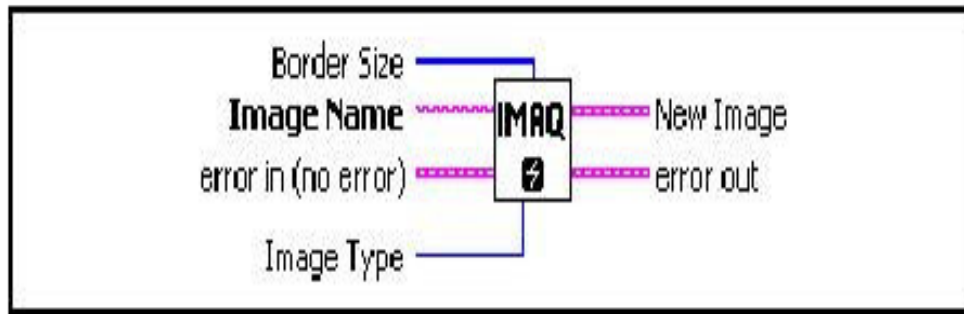 Border Size
Image Name IMAQ New Image
error in (no error) error out
Image Type